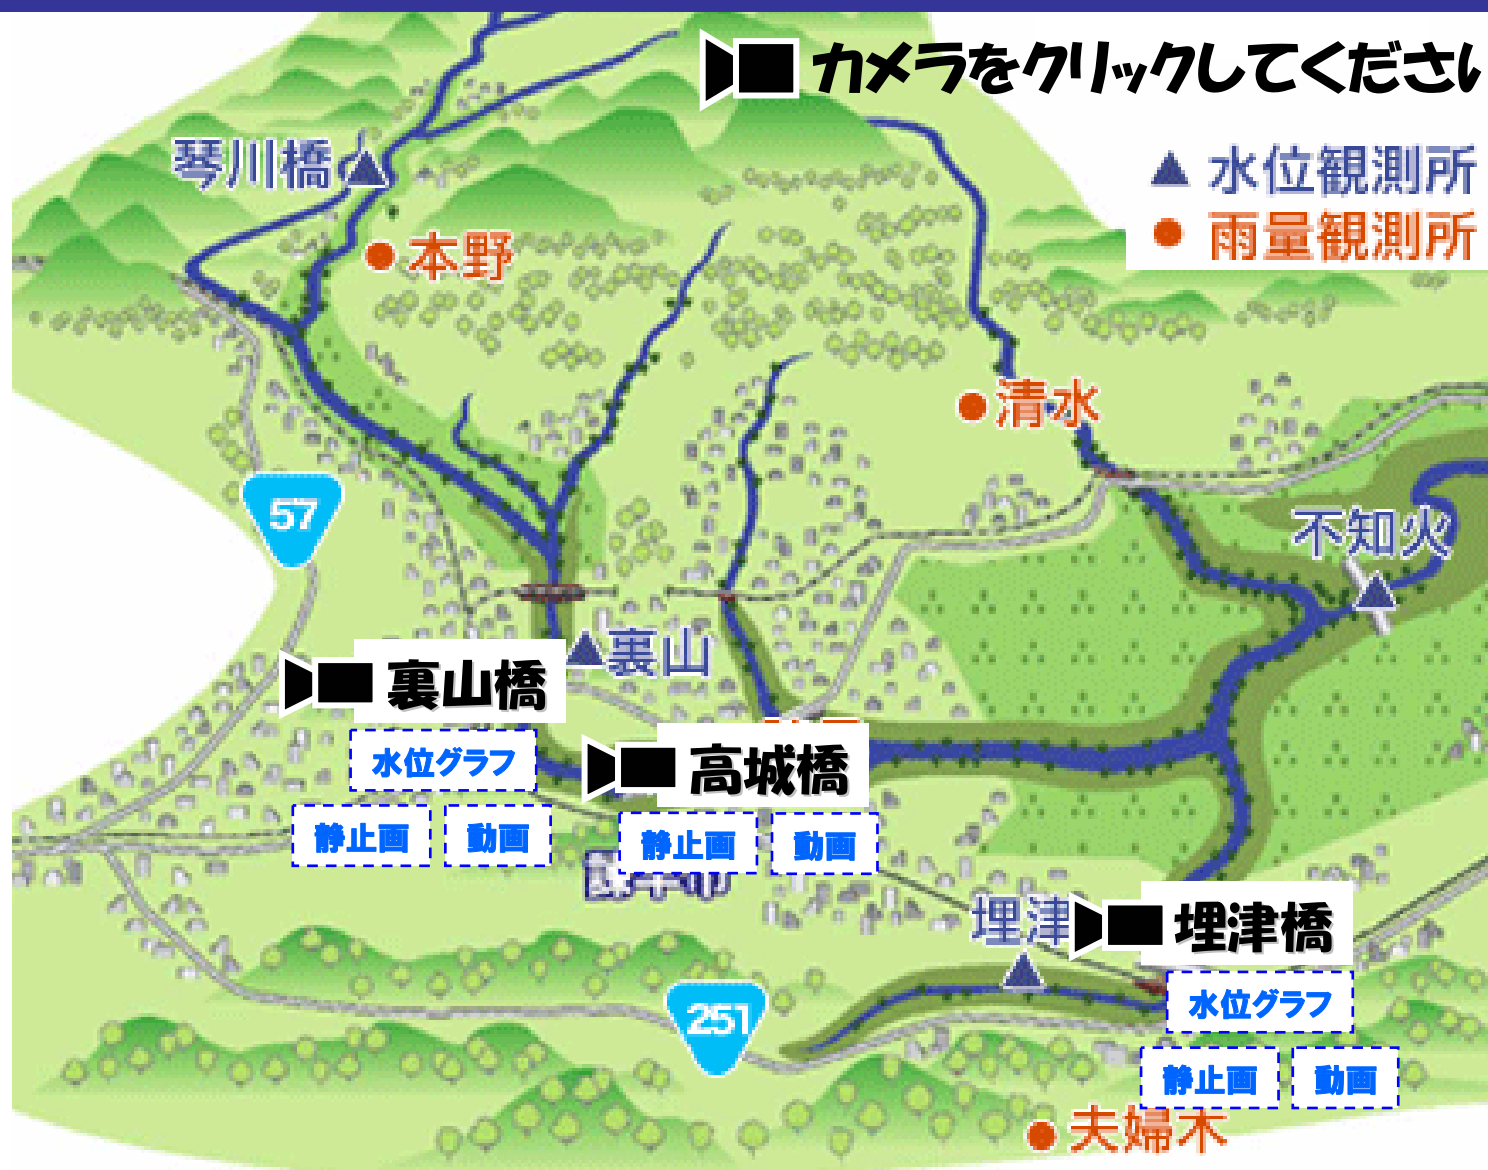 カメラをクリックしてください
琴川橋
水位観測所
雨量観測所
本野
清水
57
不知火
裏山
裏山橋
水位グラフ
高城橋
静止画
動画
静止画
動画
埋津
埋津橋
水位グラフ
251
静止画
動画
夫婦木